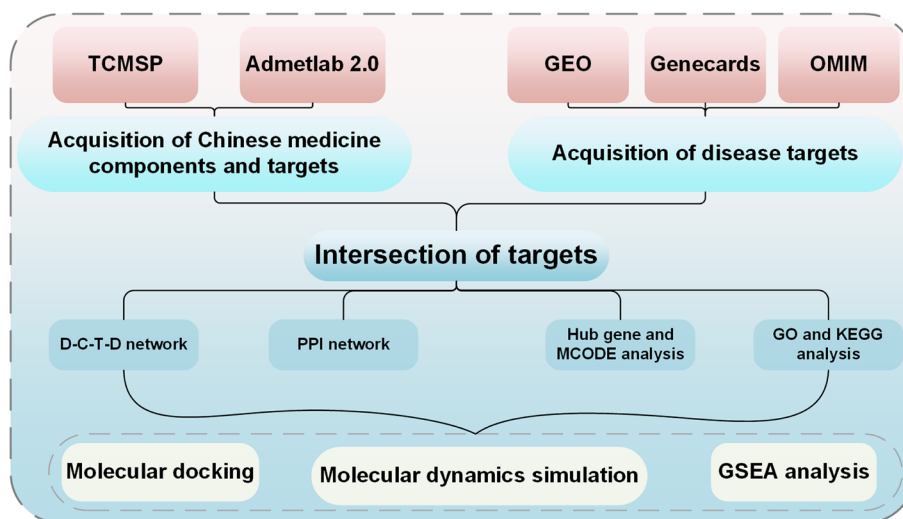 TCMSP
Admetlab 2.0
GEO
Genecards
OMIM
Acquisition of Chinese medicine
components and targets
Acquisition of disease targets
Intersection of targets
D-C-T-D network
PPI network
Hub gene and
MCODE analysis
GO and KEGG
analysis
Molecular docking
Molecular dynamics simulation
GSEA analysis